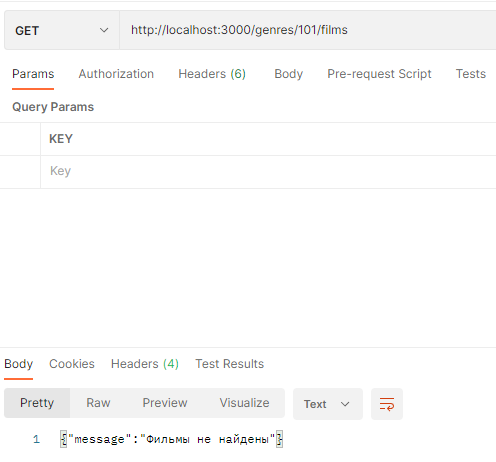 GET http://localhost:3000/genres/101/films
Params Authorization Headers (6) Body Pre-request Script Tests
Query Params
KEY
Key
Body Cookies Headers (4) Test Results
Pretty Raw Preview Visualize Text
1 {"message":"Фильмы не найдены"}